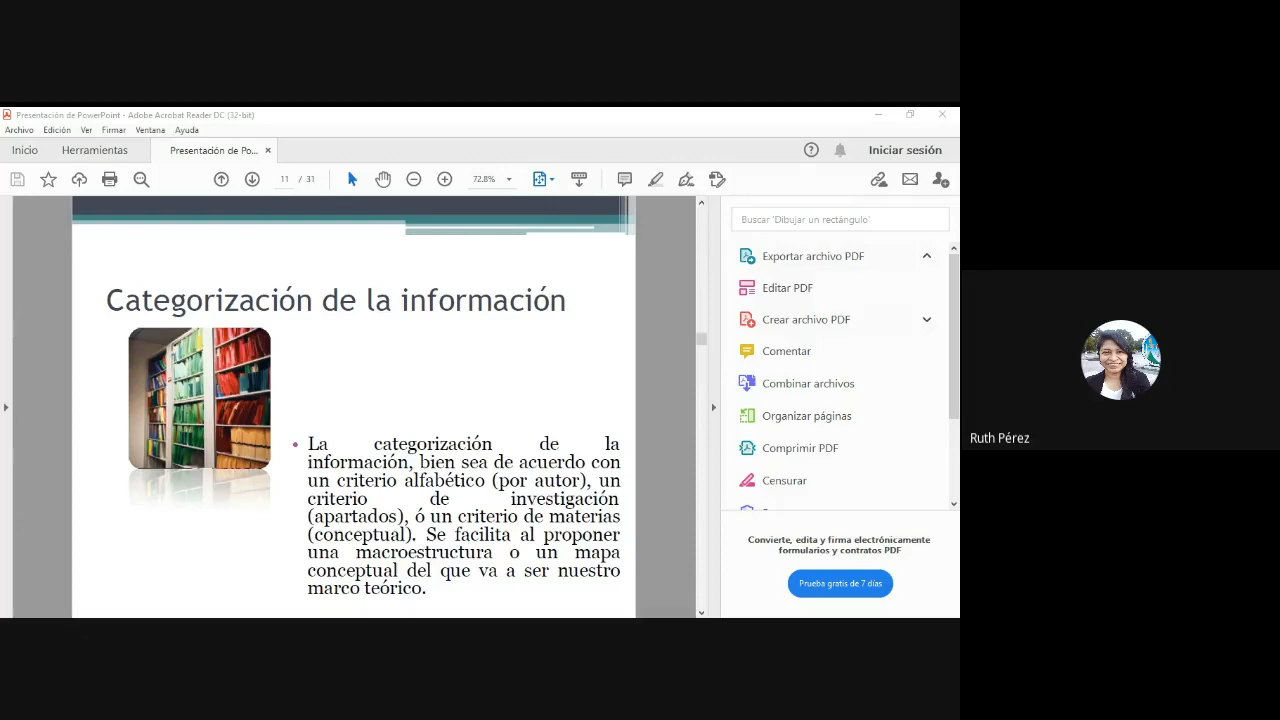 Presentación de PowerPoint - Adobe Acrobat Reader DC (32-bit)
Archivo Edición Ver Firmar Ventana Ayuda
Inicio Herramientas Presentación de Po... × Iniciar sesión
11 / 31 72.8%
Buscar 'Dibujar un rectángulo'
Exportar archivo PDF
Editar PDF
Crear archivo PDF
Comentar
Combinar archivos
Organizar páginas
Comprimir PDF
Censurar
Convierte, edita y firma electrónicamente
formularios y contratos PDF
Prueba gratis de 7 días
Categorización de la información
• La categorización de la
información, bien sea de acuerdo con
un criterio alfabético (por autor), un
criterio de investigación
(apartados), ó un criterio de materias
(conceptual). Se facilita al proponer
una macroestructura o un mapa
conceptual del que va a ser nuestro
marco teórico.
Ruth Pérez